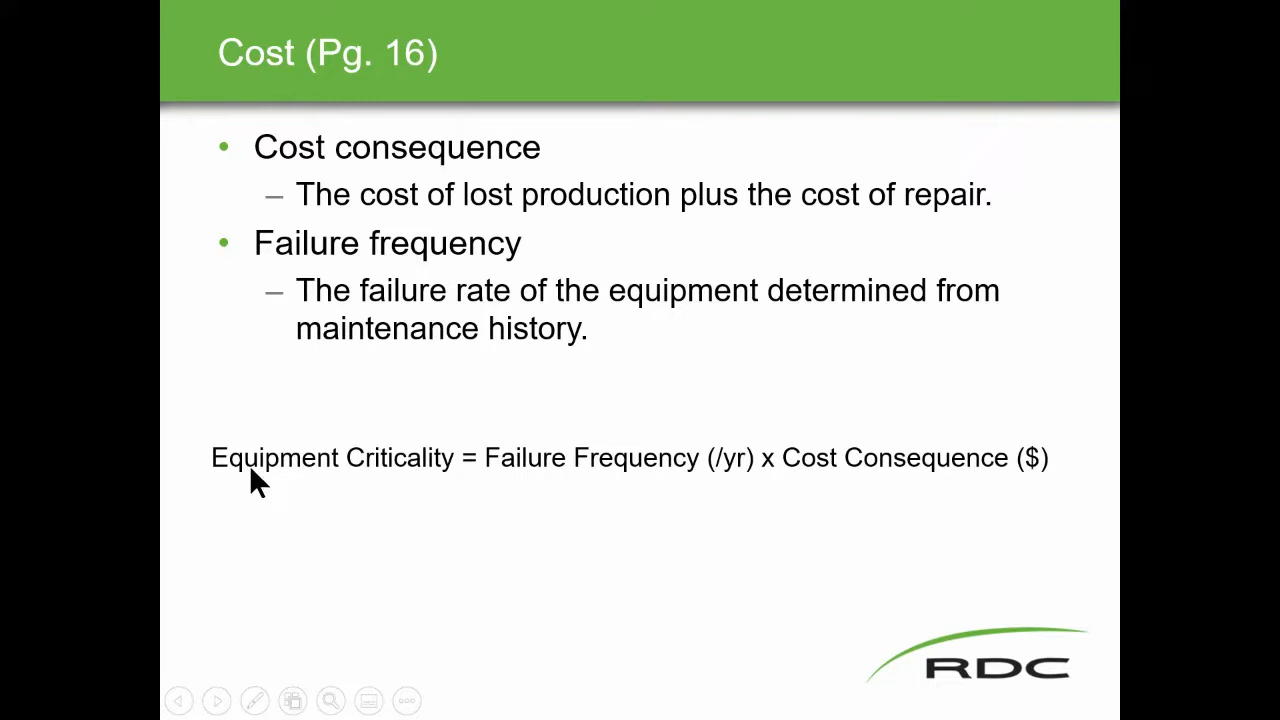 Cost (Pg. 16)
• Cost consequence
– The cost of lost production plus the cost of repair.
• Failure frequency
– The failure rate of the equipment determined from
maintenance history.
Equipment Criticality = Failure Frequency (/yr) x Cost Consequence ($)
RDC